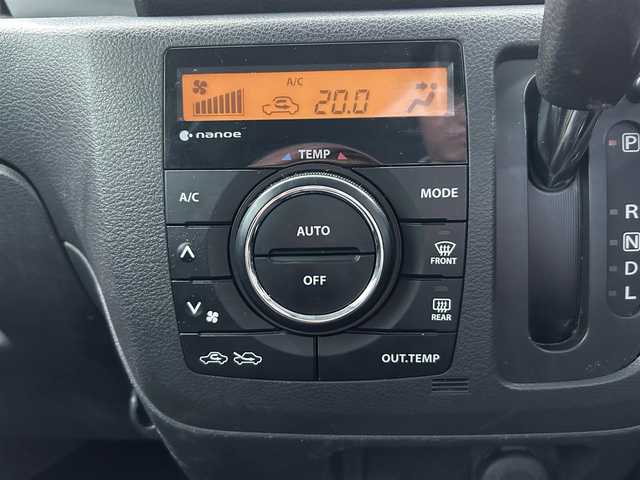 A/C
20.0
nanoe
TEMP
A/C
MODE
AUTO
FRONT
OFF
REAR
OUT.TEMP
P
R
N
D
L